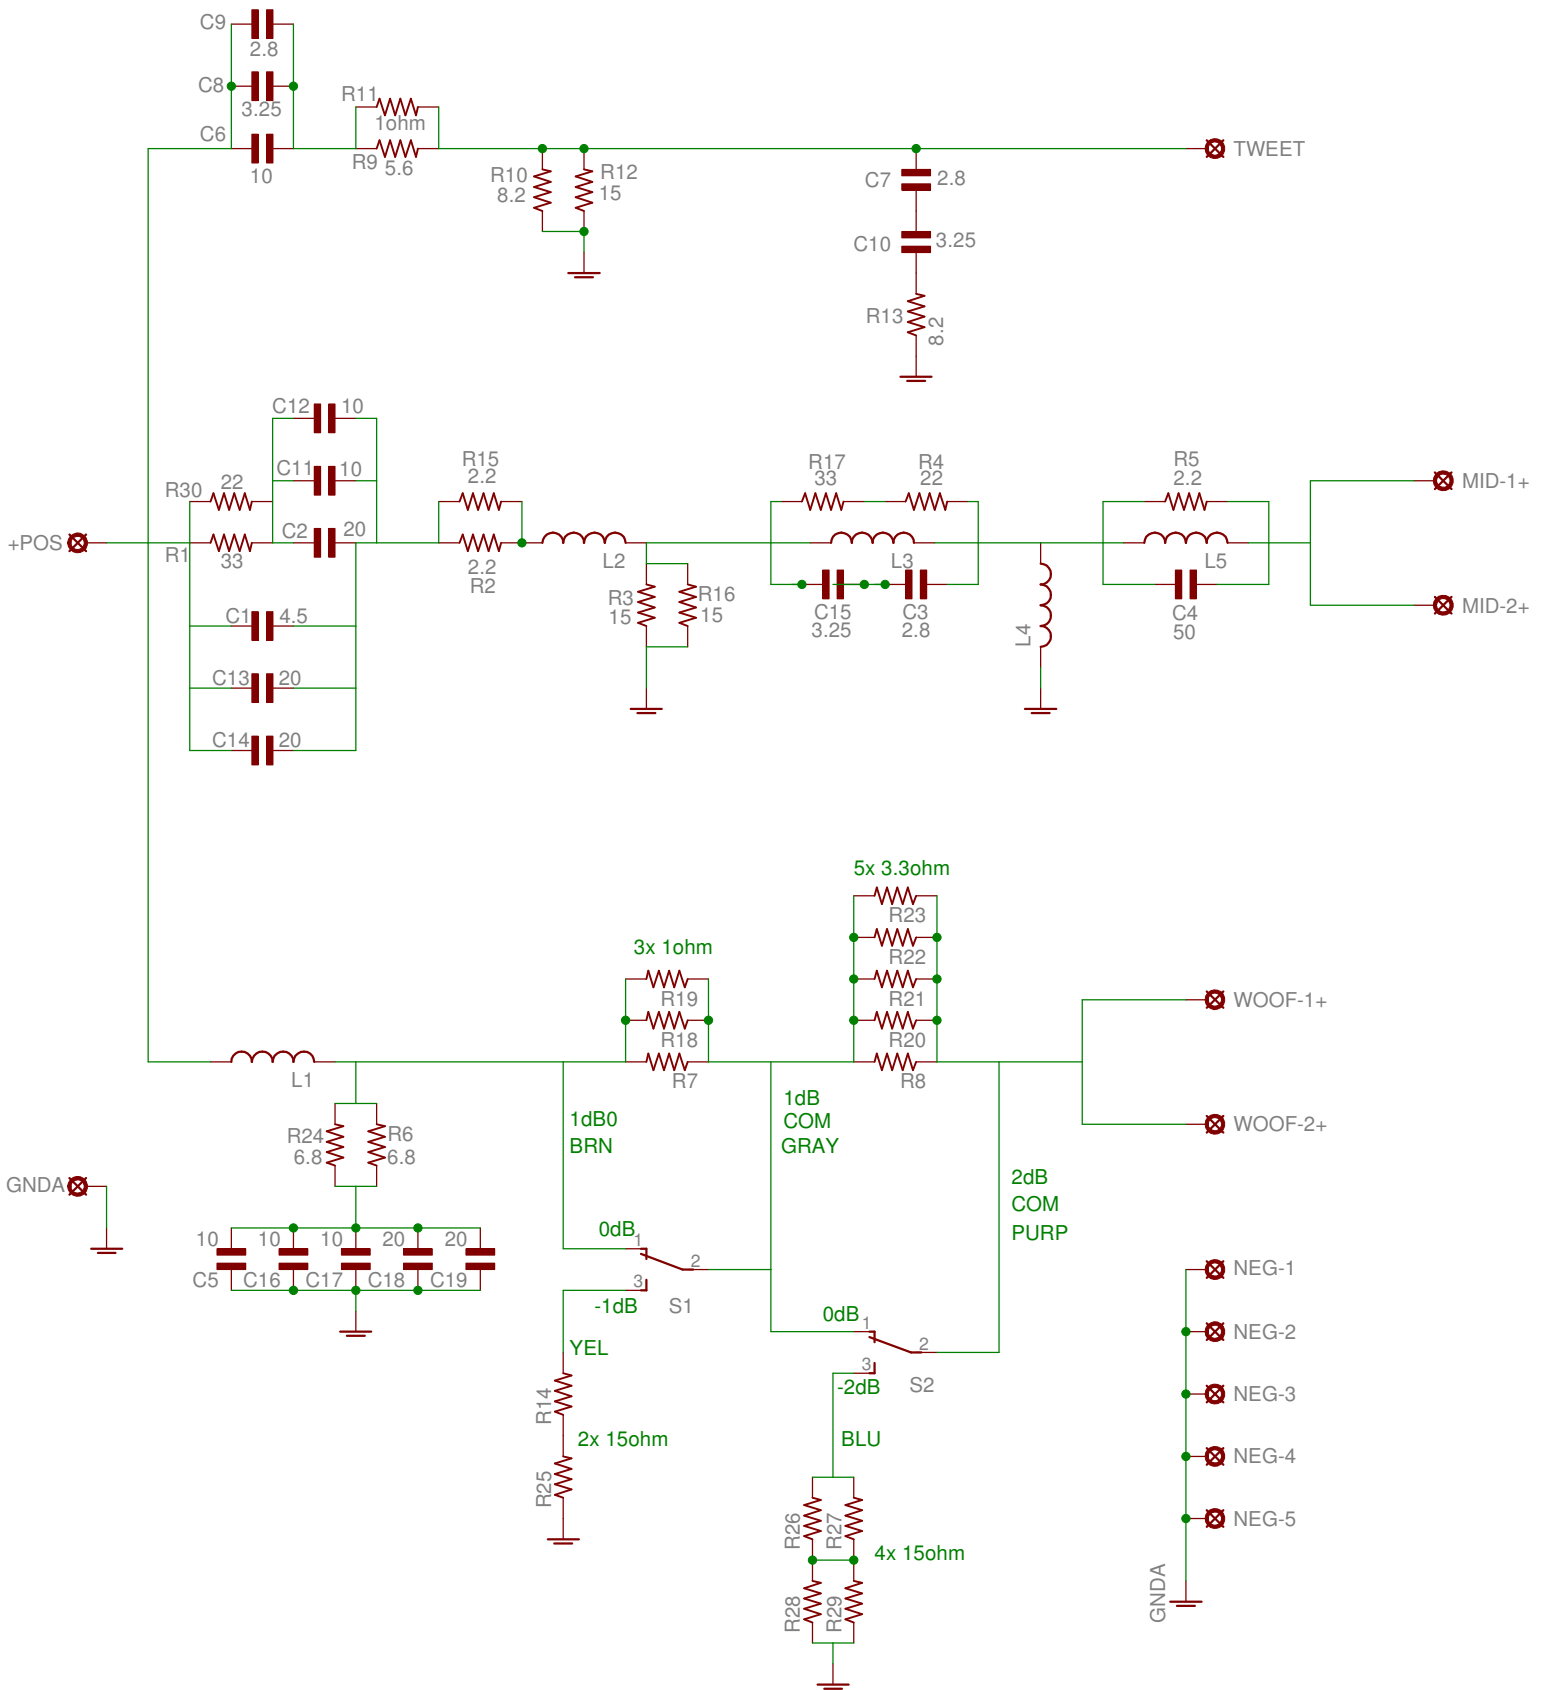 C9
2.8
C8
3.25
C6
10
R11
1ohm
R9
5.6
R10
8.2
R12
15
TWEET
C7
2.8
C10
3.25
R13
8.2
C12
10
C11
10
R30
22
C2
20
+POS
R1
33
C1
4.5
C13
20
C14
20
R15
2.2
2.2
R2
L2
R3
15
R16
15
R17
33
R4
22
L3
C15
3.25
C3
2.8
L4
R5
2.2
L5
C4
50
MID-1+
MID-2+
5x 3.3ohm
R23
R22
R21
R20
R8
3x 1ohm
R19
R18
R7
L1
WOOF-1+
WOOF-2+
1dB0
BRN
1dB
COM
GRAY
2dB
COM
PURP
R24
6.8
R6
6.8
GNDA
10
C5
10
C16
10
C17
20
C18
20
C19
0dB
1
2
3
-1dB
S1
YEL
R14
2x 15ohm
R25
0dB
1
2
3
-2dB
S2
BLU
R26
R27
4x 15ohm
R28
R29
NEG-1
NEG-2
NEG-3
NEG-4
NEG-5
GNDA